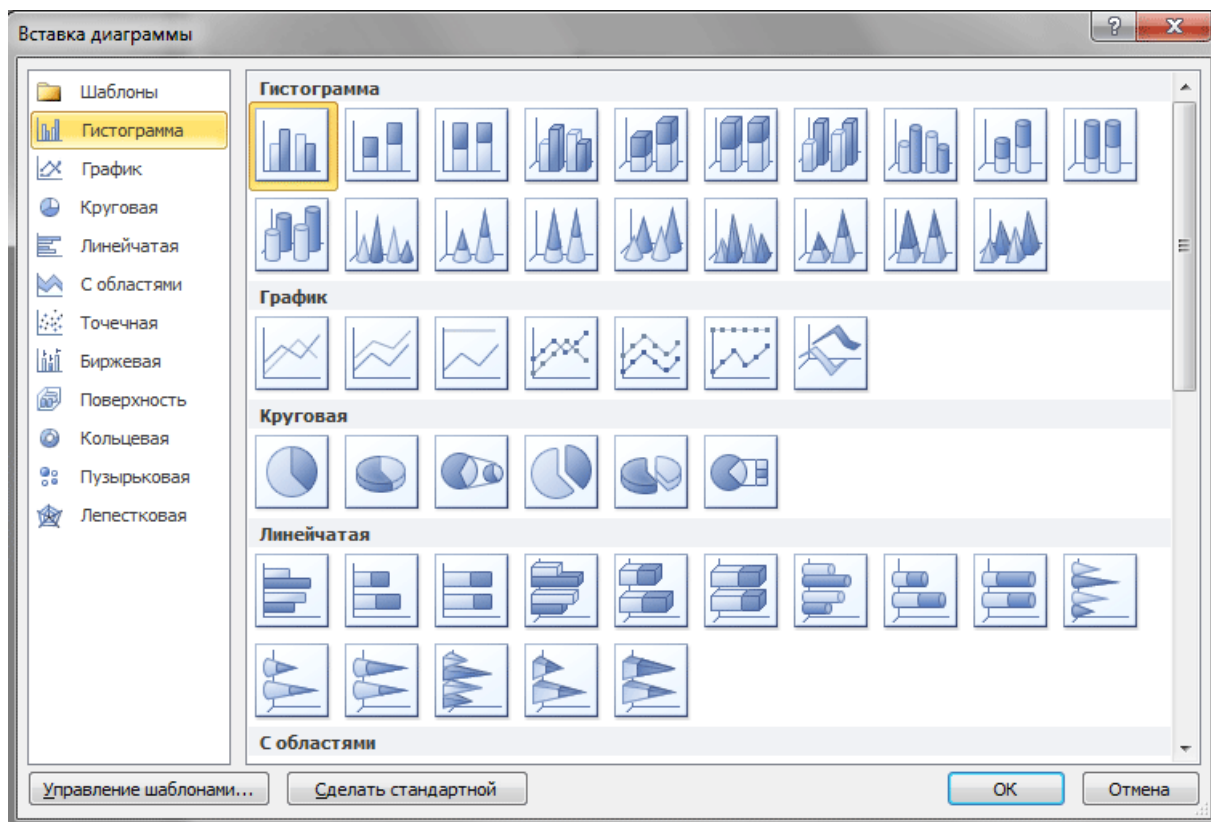 Вставка диаграммы
Шаблоны
Гистограмма
График
Круговая
Линейчатая
С областями
Точечная
Биржевая
Поверхность
Кольцевая
Пузырьковая
Лепестковая
Гистограмма
График
Круговая
Линейчатая
С областями
Управление шаблонами...
Сделать стандартной
ОК
Отмена